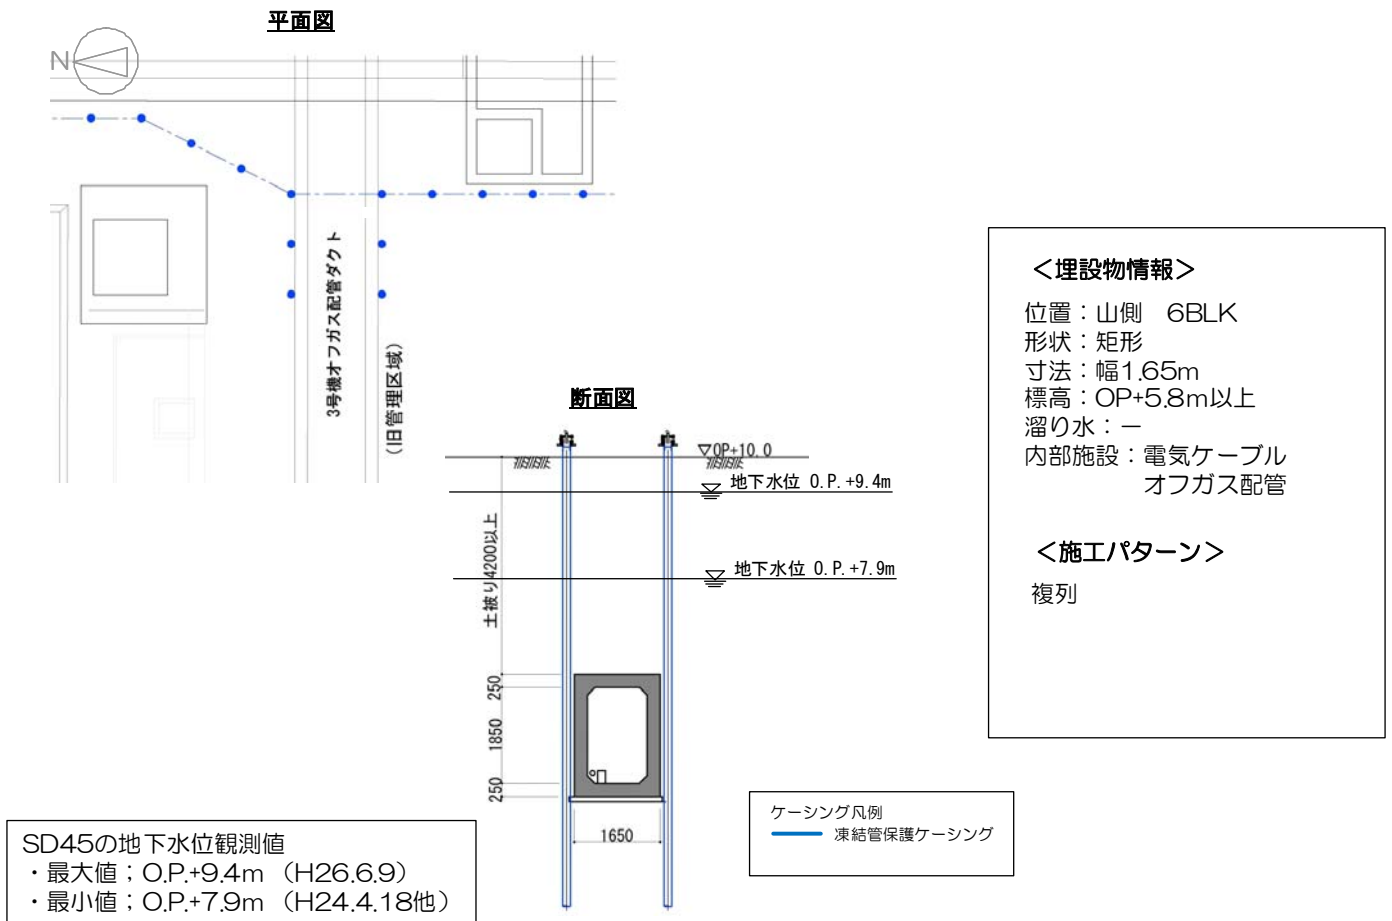 平面図
N
3号機オフガス配管ダクト
(旧管理区域)
断面図
▽OP+10.0
地下水位 O.P.+9.4m
地下水位 O.P.+7.9m
土被り4200以上
250
1850
250
1650
＜埋設物情報＞
位置：山側　6BLK
形状：矩形
寸法：幅1.65m
標高：OP+5.8m以上
溜り水：－
内部施設：電気ケーブル
オフガス配管
＜施工パターン＞
複列
ケーシング凡例
凍結管保護ケーシング
SD45の地下水位観測値
・最大値；O.P.+9.4m （H26.6.9）
・最小値；O.P.+7.9m （H24.4.18他）